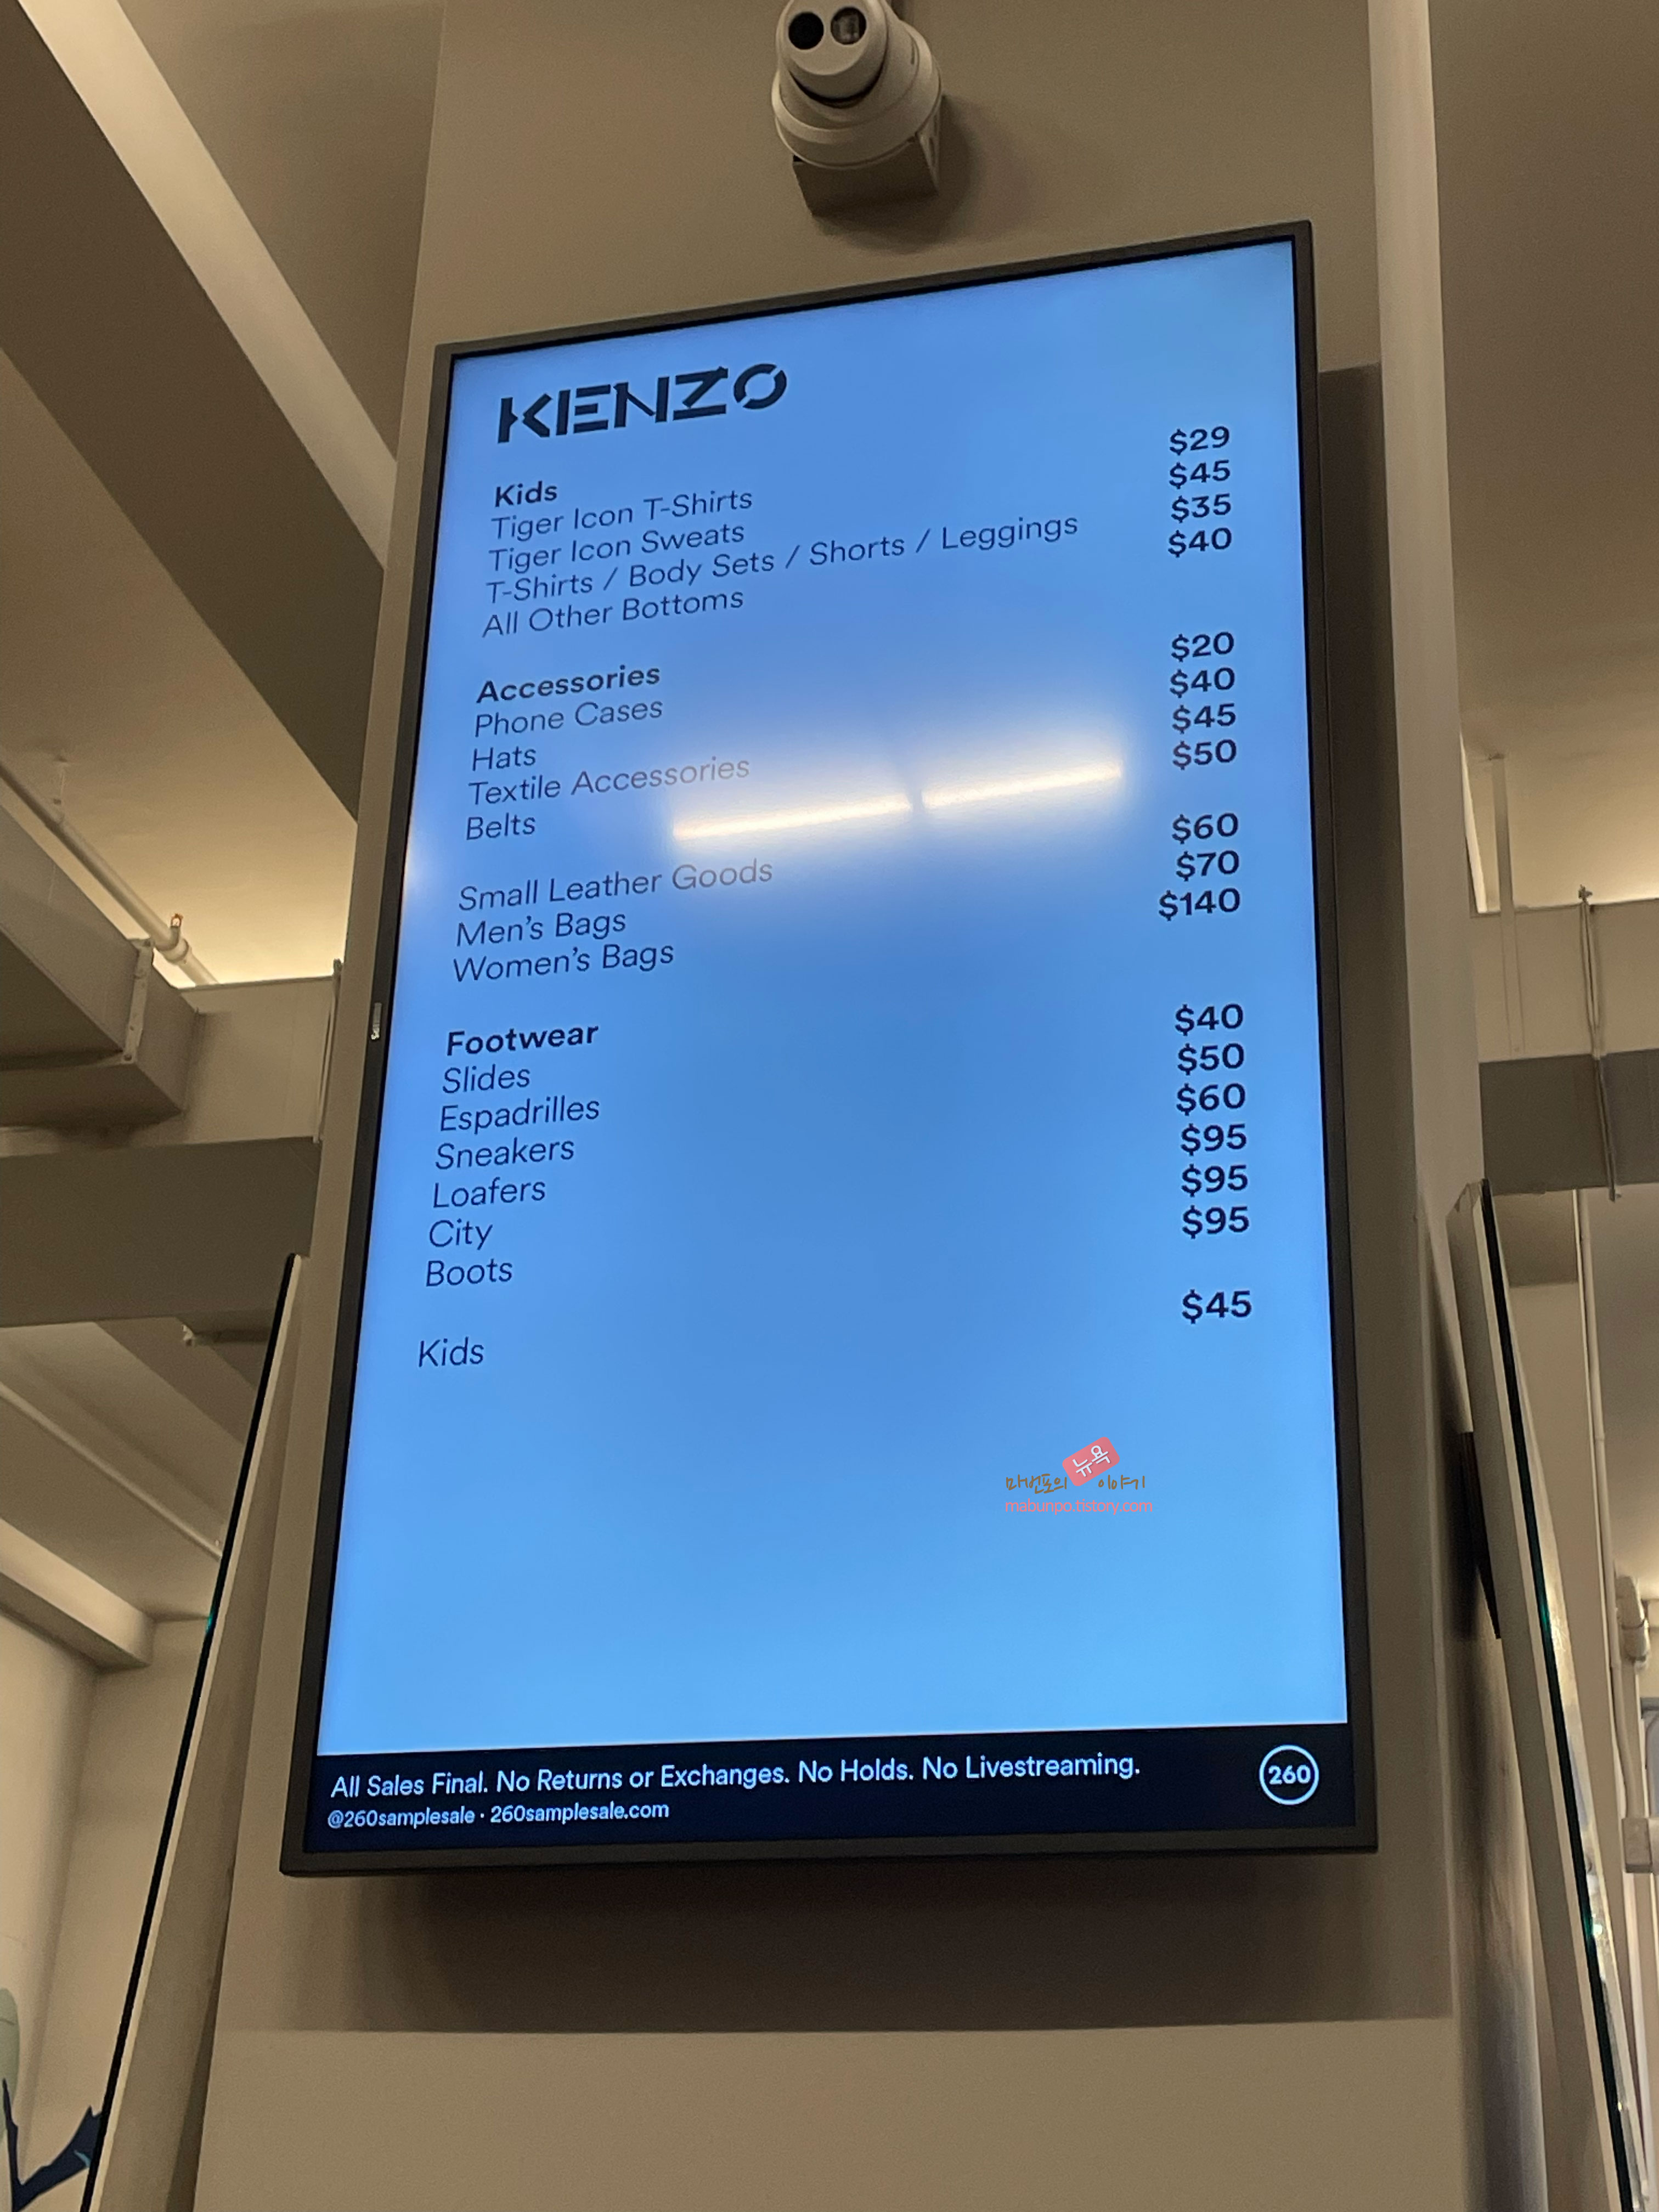 KENZO
Kids
Tiger Icon T-Shirts $29
Tiger Icon Sweats $45
T-Shirts / Body Sets / Shorts / Leggings $35
All Other Bottoms $40
Accessories
Phone Cases $20
Hats $40
Textile Accessories $45
Belts $50
Small Leather Goods $60
Men's Bags $70
Women's Bags $140
Footwear
Slides $40
Espadrilles $50
Sneakers $60
Loafers $95
City $95
Boots $95
Kids $45
마번포의 뉴욕 이야기
mabunpo.tistory.com
All Sales Final. No Returns or Exchanges. No Holds. No Livestreaming.
@260samplesale · 260samplesale.com
260